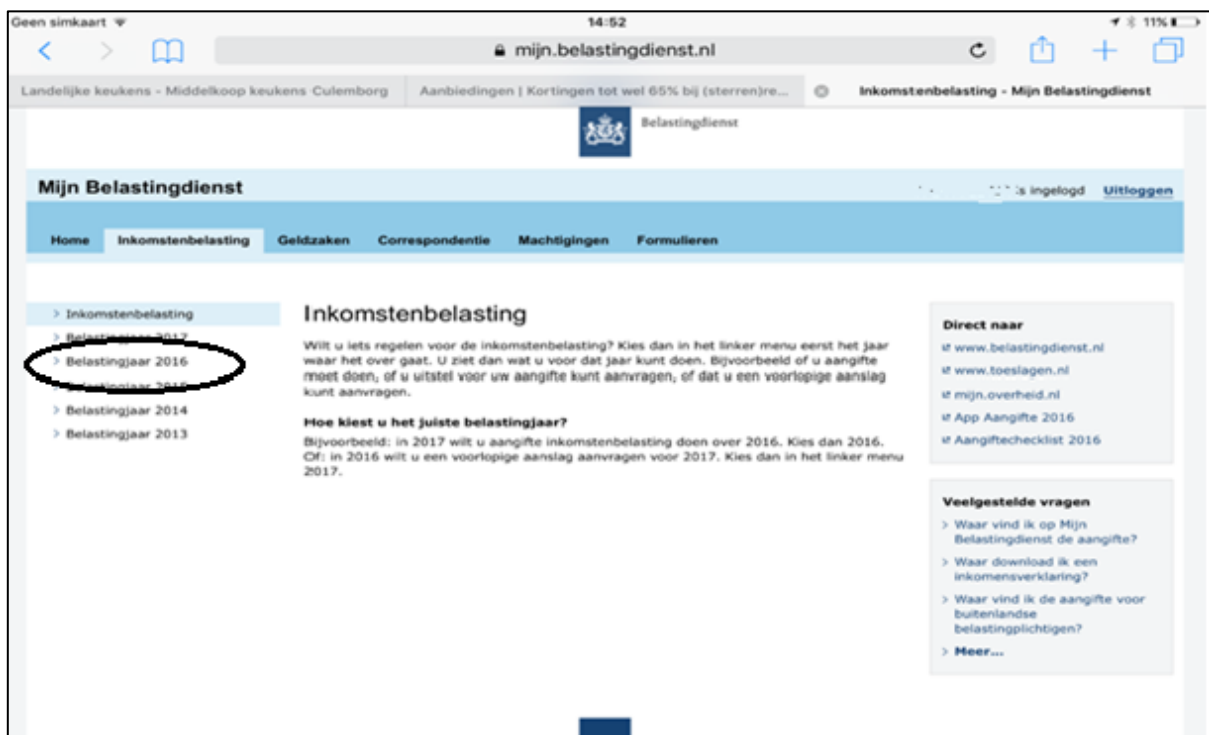 Geen simkaart
14:52
11%
mijn.belastingdienst.nl
Landelijke keukens - Middelkoop keukens Culemborg
Aanbiedingen | Kortingen tot wel 65% bij (sterren)re...
Inkomstenbelasting - Mijn Belastingdienst
Belastingdienst
Mijn Belastingdienst
is ingelogd Uitloggen
Home Inkomstenbelasting Geldzaken Correspondentie Machtigingen Formulieren
> Inkomstenbelasting
> Belastingjaar 2017
> Belastingjaar 2016
> Belastingjaar 2015
> Belastingjaar 2014
> Belastingjaar 2013
Inkomstenbelasting
Wilt u iets regelen voor de inkomstenbelasting? Kies dan in het linker menu eerst het jaar
waar het over gaat. U ziet dan wat u voor dat jaar kunt doen. Bijvoorbeeld of u aangifte
moet doen, of u uitstel voor uw aangifte kunt aanvragen, of dat u een voorlopige aanslag
kunt aanvragen.
Hoe kiest u het juiste belastingjaar?
Bijvoorbeeld: in 2017 wilt u aangifte inkomstenbelasting doen over 2016. Kies dan 2016.
Of: in 2016 wilt u een voorlopige aanslag aanvragen voor 2017. Kies dan in het linker menu
2017.
Direct naar
www.belastingdienst.nl
www.toeslagen.nl
mijn.overheid.nl
App Aangifte 2016
Aangiftechecklist 2016
Veelgestelde vragen
> Waar vind ik op Mijn
Belastingdienst de aangifte?
> Waar download ik een
inkomensverklaring?
> Waar vind ik de aangifte voor
buitenlandse
belastingplichtigen?
> Meer...